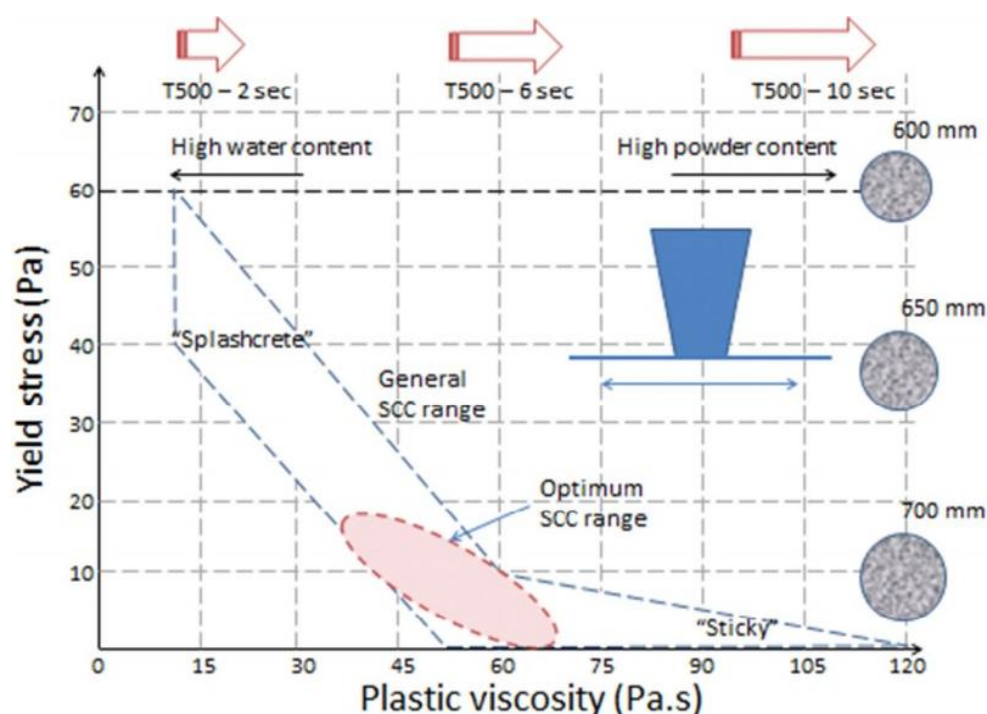 T500 – 2 sec
T500 – 6 sec
T500 – 10 sec
70
High water content
High powder content
600 mm
60
50
650 mm
"Splashcrete"
40
General
SCC range
30
Optimum
SCC range
20
700 mm
10
"Sticky"
Yield stress (Pa)
0
15
30
45
60
75
90
105
120
0
Plastic viscosity (Pa.s)